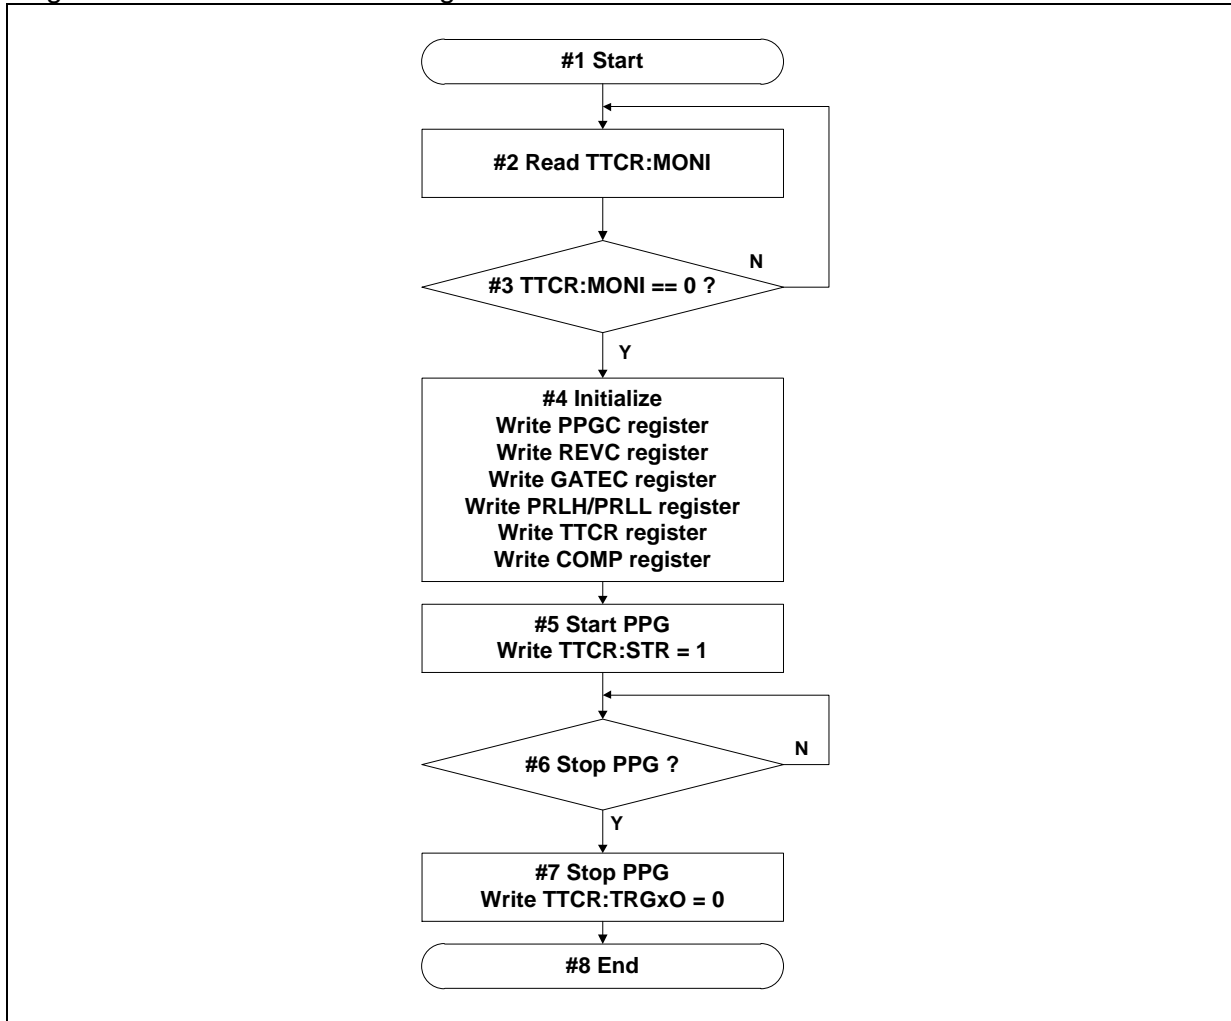 #1 Start
#2 Read TTCR:MONI
#3 TTCR:MONI == 0 ?
N
Y
#4 Initialize
Write PPGC register
Write REVC register
Write GATEC register
Write PRLH/PRLL register
Write TTCR register
Write COMP register
#5 Start PPG
Write TTCR:STR = 1
#6 Stop PPG ?
N
Y
#7 Stop PPG
Write TTCR:TRGxO = 0
#8 End